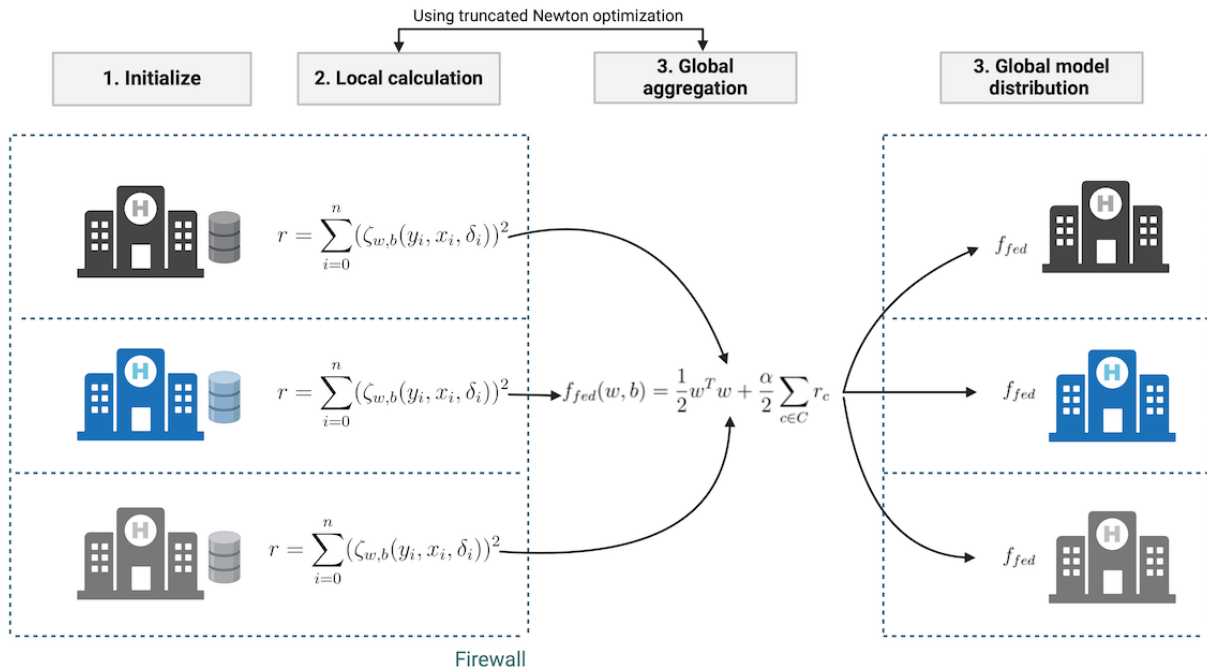 Using truncated Newton optimization
1. Initialize
2. Local calculation
3. Global
aggregation
3. Global model
distribution
H
r = \sum_{i=0}^{n} (\zeta_{w,b}(y_i, x_i, \delta_i))^2
f_{fed}
H
H
r = \sum_{i=0}^{n} (\zeta_{w,b}(y_i, x_i, \delta_i))^2
f_{fed}(w, b) = \frac{1}{2} w^T w + \frac{\alpha}{2} \sum_{c \in C} r_c
f_{fed}
H
H
r = \sum_{i=0}^{n} (\zeta_{w,b}(y_i, x_i, \delta_i))^2
f_{fed}
H
Firewall